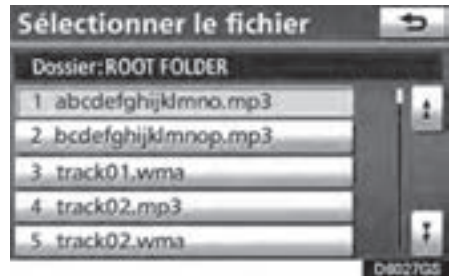 Sélectionner le fichier
Dossier:ROOT FOLDER
1 abcdefghijklmno.mp3
2 bcdefghijklmnop.mp3
3 track01.wma
4 track02.mp3
5 track02.wma
D8027GS